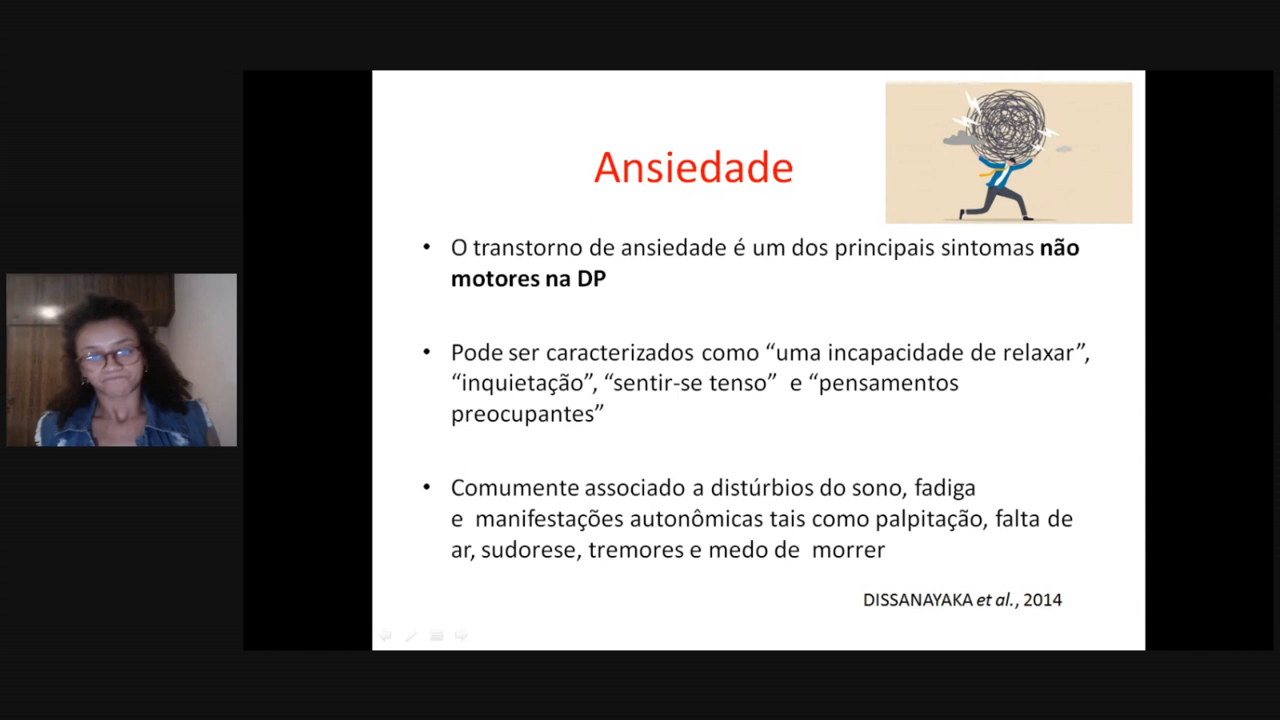 Ansiedade
• O transtorno de ansiedade é um dos principais sintomas não
motores na DP
• Pode ser caracterizados como “uma incapacidade de relaxar”,
“inquietação”, “sentir-se tenso” e “pensamentos
preocupantes”
• Comumente associado a distúrbios do sono, fadiga
e manifestações autonômicas tais como palpitação, falta de
ar, sudorese, tremores e medo de morrer
DISSANAYAKA et al., 2014